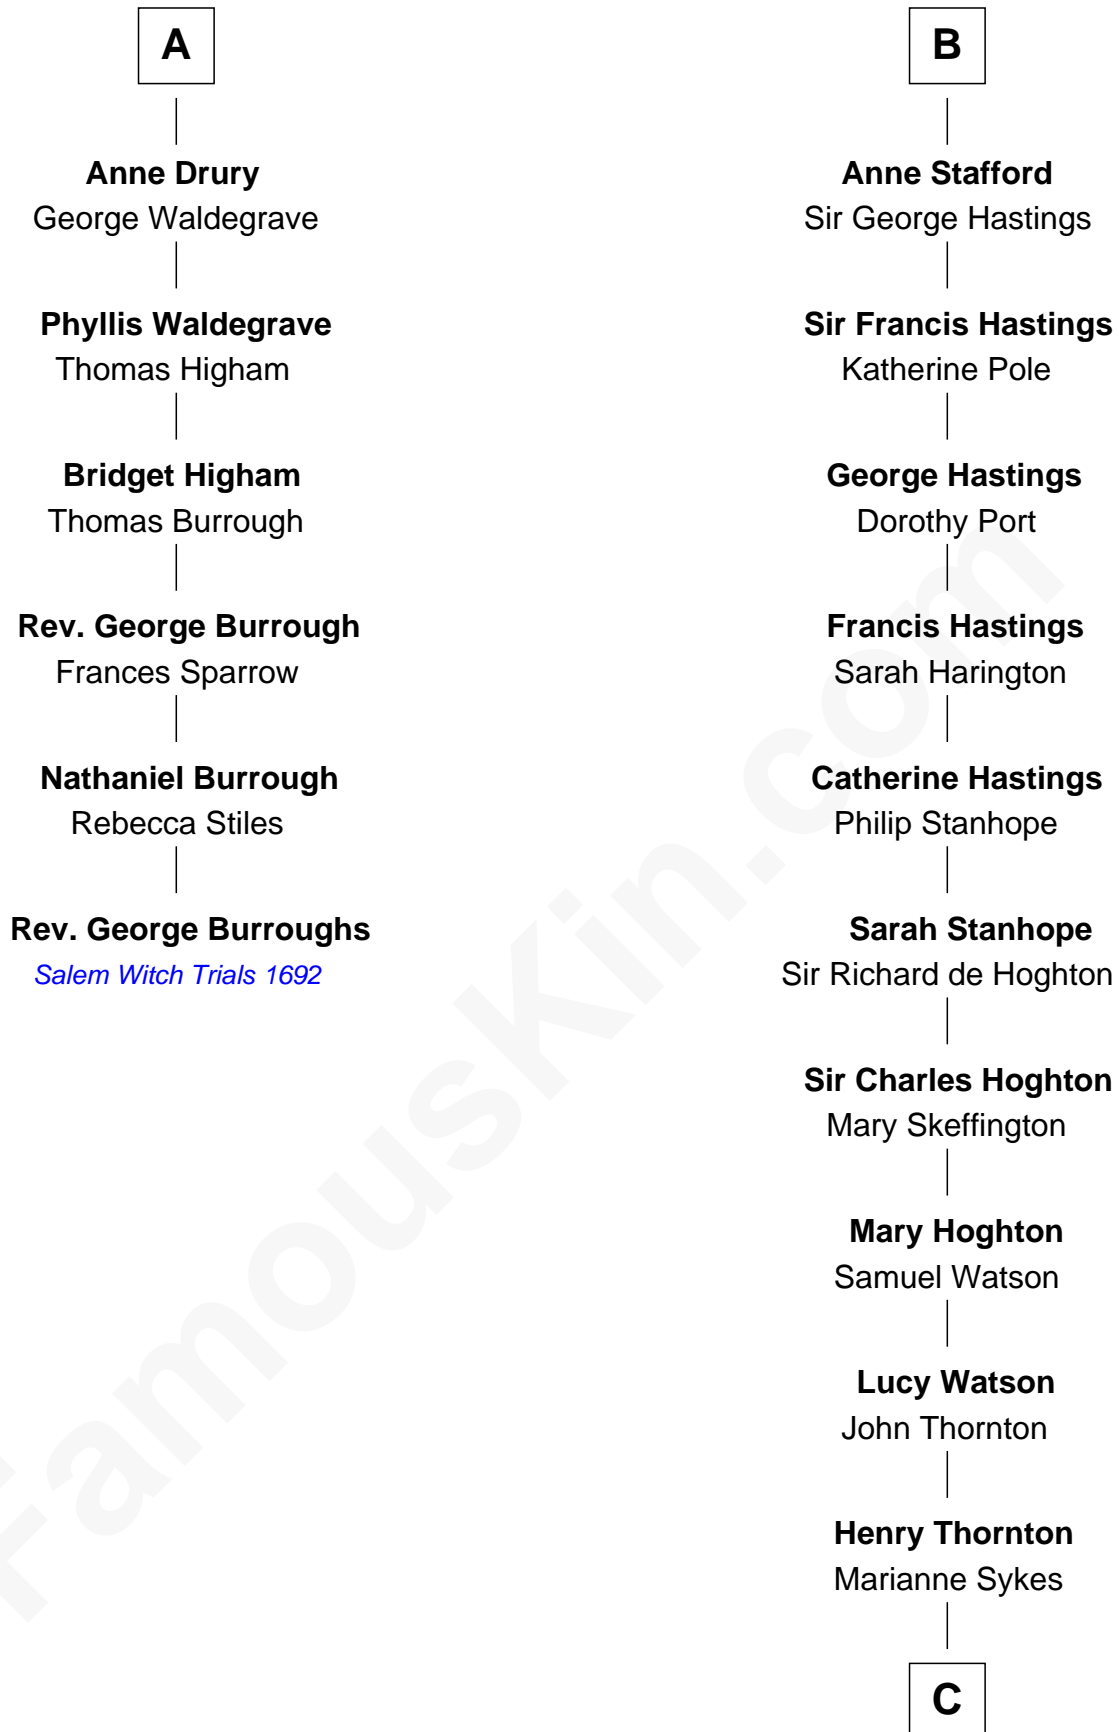 A
Anne Drury
George Waldegrave
Phyllis Waldegrave
Thomas Higham
Bridget Higham
Thomas Burrough
Rev. George Burrough
Frances Sparrow
Nathaniel Burrough
Rebecca Stiles
Rev. George Burroughs
Salem Witch Trials 1692
B
Anne Stafford
Sir George Hastings
Sir Francis Hastings
Katherine Pole
George Hastings
Dorothy Port
Francis Hastings
Sarah Harington
Catherine Hastings
Philip Stanhope
Sarah Stanhope
Sir Richard de Hoghton
Sir Charles Hoghton
Mary Skeffington
Mary Hoghton
Samuel Watson
Lucy Watson
John Thornton
Henry Thornton
Marianne Sykes
C
FamousKin.com